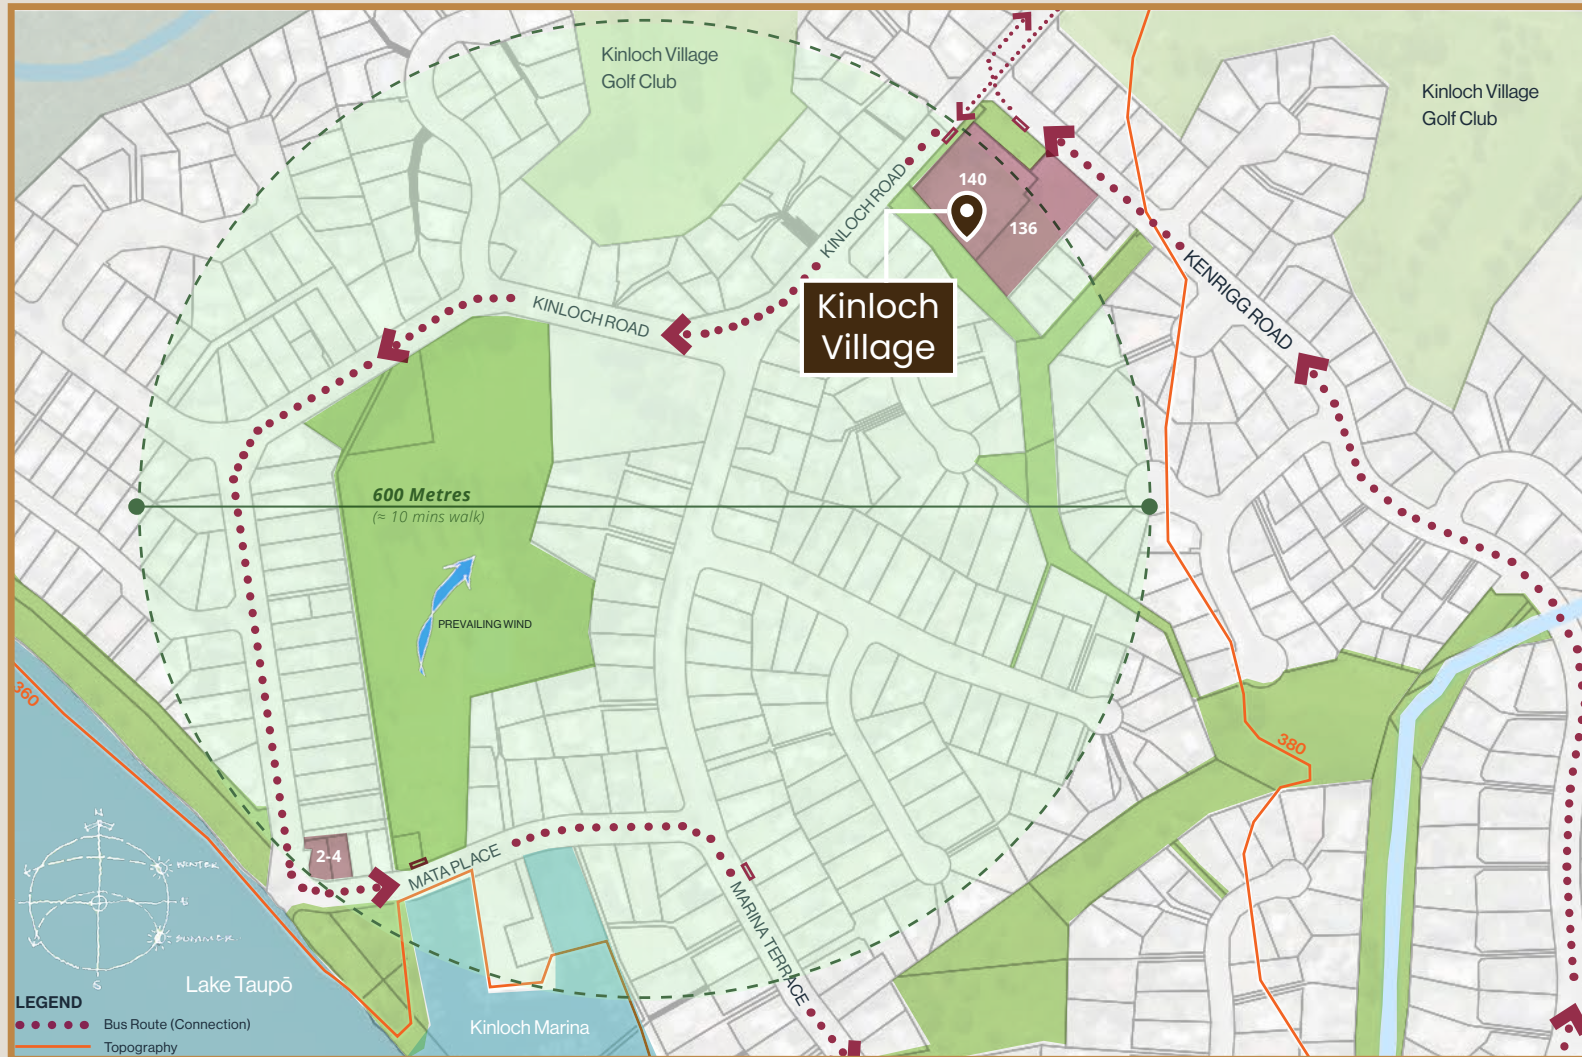 Kinloch Village
Golf Club
Kinloch Village
Golf Club
140
136
KINLOCH ROAD
KINLOCH ROAD
KENRIGG ROAD
Kinloch
Village
600 Metres
(≈ 10 mins walk)
PREVAILING WIND
360
380
2-4
MATA PLACE
MARINA TERRACE
N
WINTER
E
SUMMER
S
Lake Taupō
Kinloch Marina
LEGEND
Bus Route (Connection)
Topography